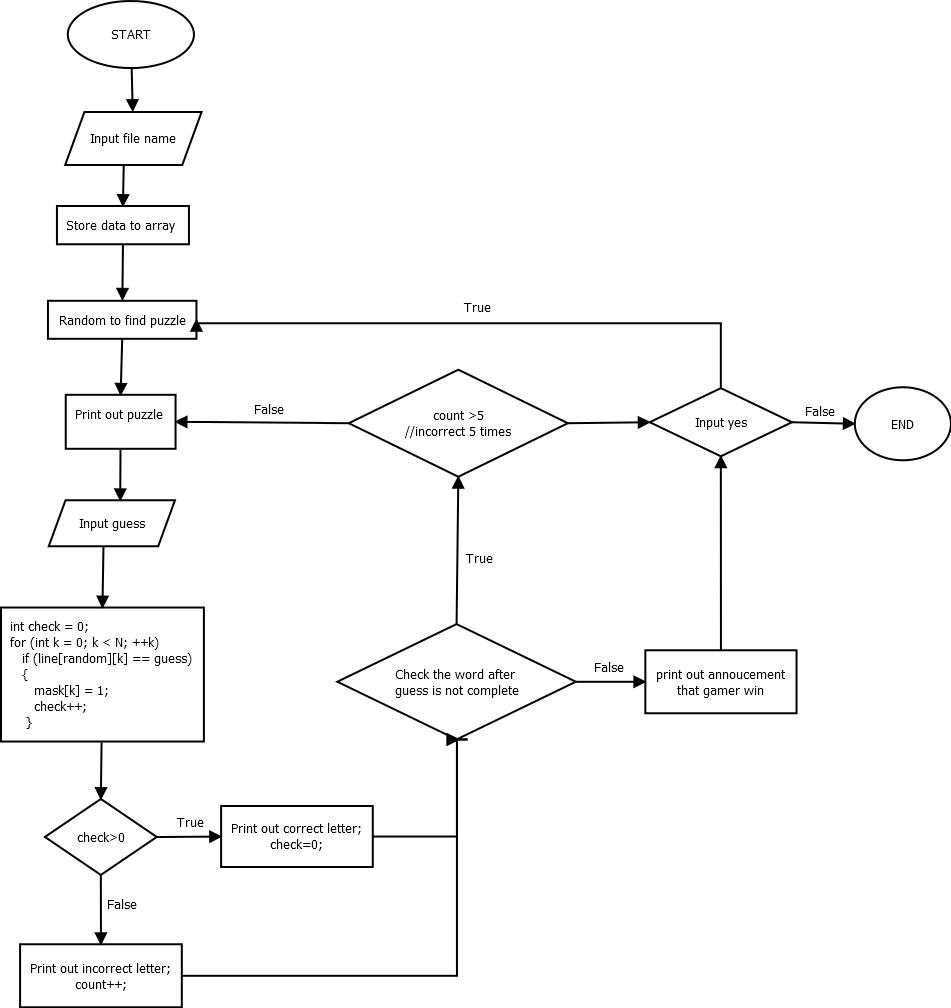 START
Input file name
Store data to array
Random to find puzzle
True
Print out puzzle
False
count >5
//incorrect 5 times
Input yes
False
END
Input guess
True
int check = 0;
for (int k = 0; k < N; ++k)
if (line[random][k] == guess)
{
mask[k] = 1;
check++;
}
Check the word after
guess is not complete
False
print out annoucement
that gamer win
check>0
True
Print out correct letter;
check=0;
False
Print out incorrect letter;
count++;